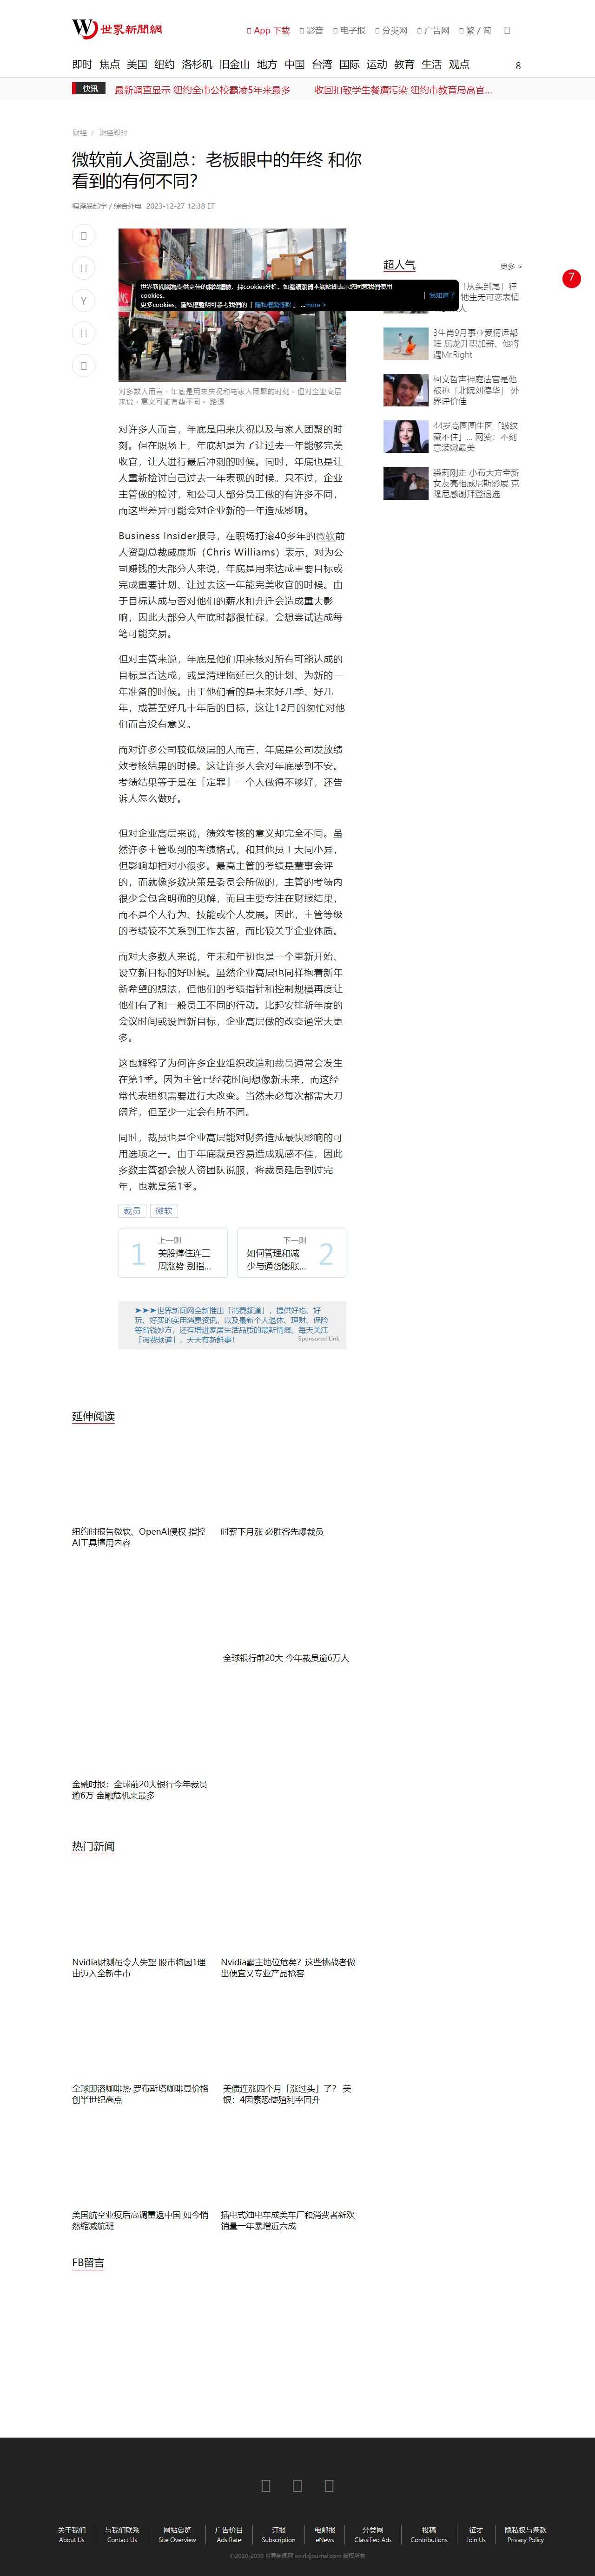 世界新聞網
App 下载
影音
电子报
分类网
广告网
繁 / 简
即时 焦点 美国 纽约 洛杉矶 旧金山 地方 中国 台湾 国际 运动 教育 生活 观点
8
快讯
最新调查显示 纽约全市公校霸凌5年来最多
收回扣致学生餐遭污染 纽约市教育局高官...
财经 / 财经即时
微软前人资副总：老板眼中的年终 和你
看到的有何不同？
编译易起宇 / 综合外电 2023-12-27 12:38 ET
对多数人而言，年底是用来庆祝和与家人团聚的时刻。但对企业高层
来说，意义可能有些不同。 路透
对许多人而言，年底是用来庆祝以及与家人团聚的时
刻。但在职场上，年底却是为了让过去一年能够完美
收官，让人进行最后冲刺的时候。同时，年底也是让
人重新检讨自己过去一年表现的时候。只不过，企业
主管做的检讨，和公司大部分员工做的有许多不同，
而这些差异可能会对企业新的一年造成影响。
Business Insider报导，在职场打滚40多年的微软前
人资副总裁威廉斯（Chris Williams）表示，对为公
司赚钱的大部分人来说，年底是用来达成重要目标或
完成重要计划、让过去这一年能完美收官的时候。由
于目标达成与否对他们的薪水和升迁会造成重大影
响，因此大部分人年底时都很忙碌，会想尝试达成每
笔可能交易。
但对主管来说，年底是他们用来核对所有可能达成的
目标是否达成，或是清理拖延已久的计划、为新的一
年准备的时候。由于他们看的是未来好几季、好几
年，或甚至好几十年后的目标，这让12月的匆忙对他
们而言没有意义。
而对许多公司较低级层的人而言，年底是公司发放绩
效考核结果的时候。这让许多人会对年底感到不安。
考绩结果等于是在「定罪」一个人做得不够好，还告
诉人怎么做好。
但对企业高层来说，绩效考核的意义却完全不同。虽
然许多主管收到的考绩格式，和其他员工大同小异，
但影响却相对小很多。最高主管的考绩是董事会评
的，而就像多数决策是委员会所做的，主管的考绩内
很少会包含明确的见解，而且主要专注在财报结果，
而不是个人行为、技能或个人发展。因此，主管等级
的考绩较不关系到工作去留，而比较关乎企业体质。
而对大多数人来说，年末和年初也是一个重新开始、
设立新目标的好时候。虽然企业高层也同样抱着新年
新希望的想法，但他们的考绩指针和控制规模再度让
他们有了和一般员工不同的行动。比起安排新年度的
会议时间或设置新目标，企业高层做的改变通常大更
多。
这也解释了为何许多企业组织改造和裁员通常会发生
在第1季。因为主管已经花时间想像新未来，而这经
常代表组织需要进行大改变。当然未必每次都需大刀
阔斧，但至少一定会有所不同。
同时，裁员也是企业高层能对财务造成最快影响的可
用选项之一。由于年底裁员容易造成观感不佳，因此
多数主管都会被人资团队说服，将裁员延后到过完
年，也就是第1季。
裁员 微软
1
上一则
美股撑住连三
周涨势 别指...
下一则
如何管理和减
少与通货膨胀...
2
➤➤➤世界新闻网全新推出「消费频道」，提供好吃、好
玩、好买的实用消费资讯，以及最新个人退休、理财、保险
等省钱妙方，还有增进家居生活品质的最新情报。每天关注
「消费频道」，天天有新鲜事！
Sponsored Link
超人气
更多 >
「从头到尾」狂
他生无可恋表情
人
3生肖9月事业爱情运都
旺 属龙升职加薪、他将
遇Mr.Right
柯文哲声押庭法官是他
被称「北院刘德华」 外
界评价佳
44岁高圆圆生图「皱纹
藏不住」... 网赞：不刻
意装嫩最美
裘莉刚走 小布大方牵新
女友亮相威尼斯影展 克
隆尼感谢拜登退选
7
cookies。
more >
我知道了
延伸阅读
纽约时报告微软、OpenAI侵权 指控
AI工具擅用内容
时薪下月涨 必胜客先爆裁员
全球银行前20大 今年裁员逾6万人
金融时报：全球前20大银行今年裁员
逾6万 金融危机来最多
热门新闻
Nvidia财测虽令人失望 股市将因1理
由迈入全新牛市
Nvidia霸主地位危矣？这些挑战者做
出便宜又专业产品抢客
全球即溶咖啡热 罗布斯塔咖啡豆价格
创半世纪高点
美债连涨四个月「涨过头」了？ 美
银：4因素恐使殖利率回升
美国航空业疫后高调重返中国 如今悄
然缩减航班
插电式油电车成美车厂和消费者新欢
销量一年暴增近六成
FB留言
关于我们 与我们联系 网站总览 广告价目 订报 电邮报 分类网 投稿 征才 隐私权与条款
About Us Contact Us Site Overview Ads Rate Subscription eNews Classified Ads Contributions Join Us Privacy Policy
©2020-2030 世界新闻网 worldjournal.com 版权所有